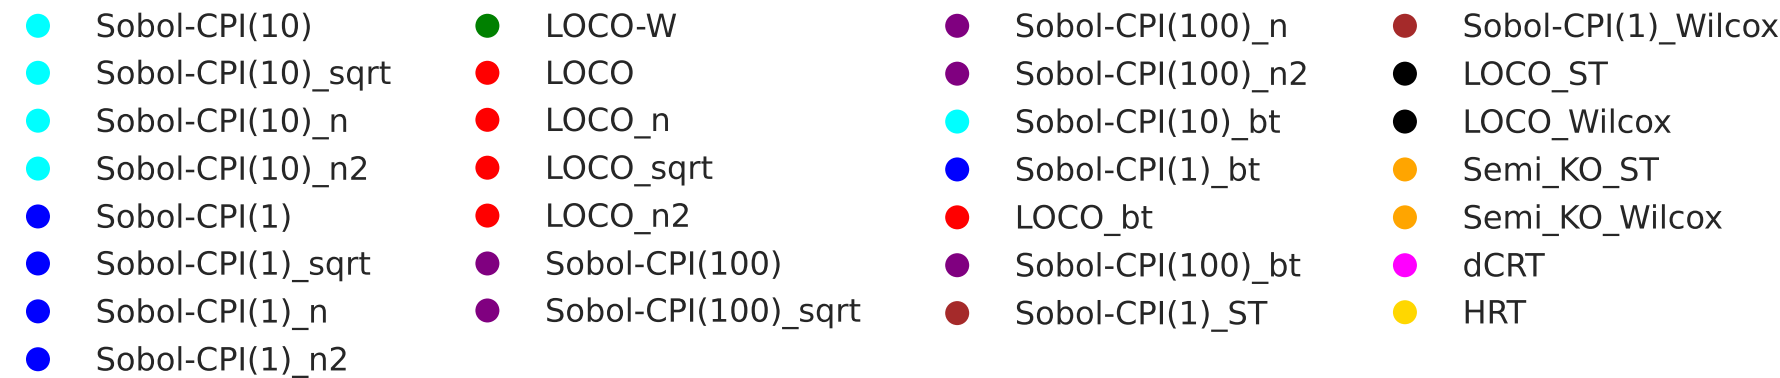 Sobol-CPI(10)
Sobol-CPI(10)_sqrt
Sobol-CPI(10)_n
Sobol-CPI(10)_n2
Sobol-CPI(1)
Sobol-CPI(1)_sqrt
Sobol-CPI(1)_n
Sobol-CPI(1)_n2
LOCO-W
LOCO
LOCO_n
LOCO_sqrt
LOCO_n2
Sobol-CPI(100)
Sobol-CPI(100)_sqrt
Sobol-CPI(100)_n
Sobol-CPI(100)_n2
Sobol-CPI(10)_bt
Sobol-CPI(1)_bt
LOCO_bt
Sobol-CPI(100)_bt
Sobol-CPI(1)_ST
Sobol-CPI(1)_Wilcox
LOCO_ST
LOCO_Wilcox
Semi_KO_ST
Semi_KO_Wilcox
dCRT
HRT